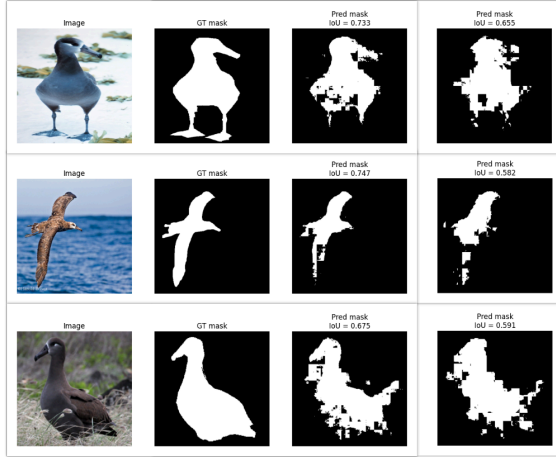 Image
GT mask
Pred mask
IoU = 0.733
Pred mask
IoU = 0.655
Image
GT mask
Pred mask
IoU = 0.747
Pred mask
IoU = 0.582
Image
GT mask
Pred mask
IoU = 0.675
Pred mask
IoU = 0.591